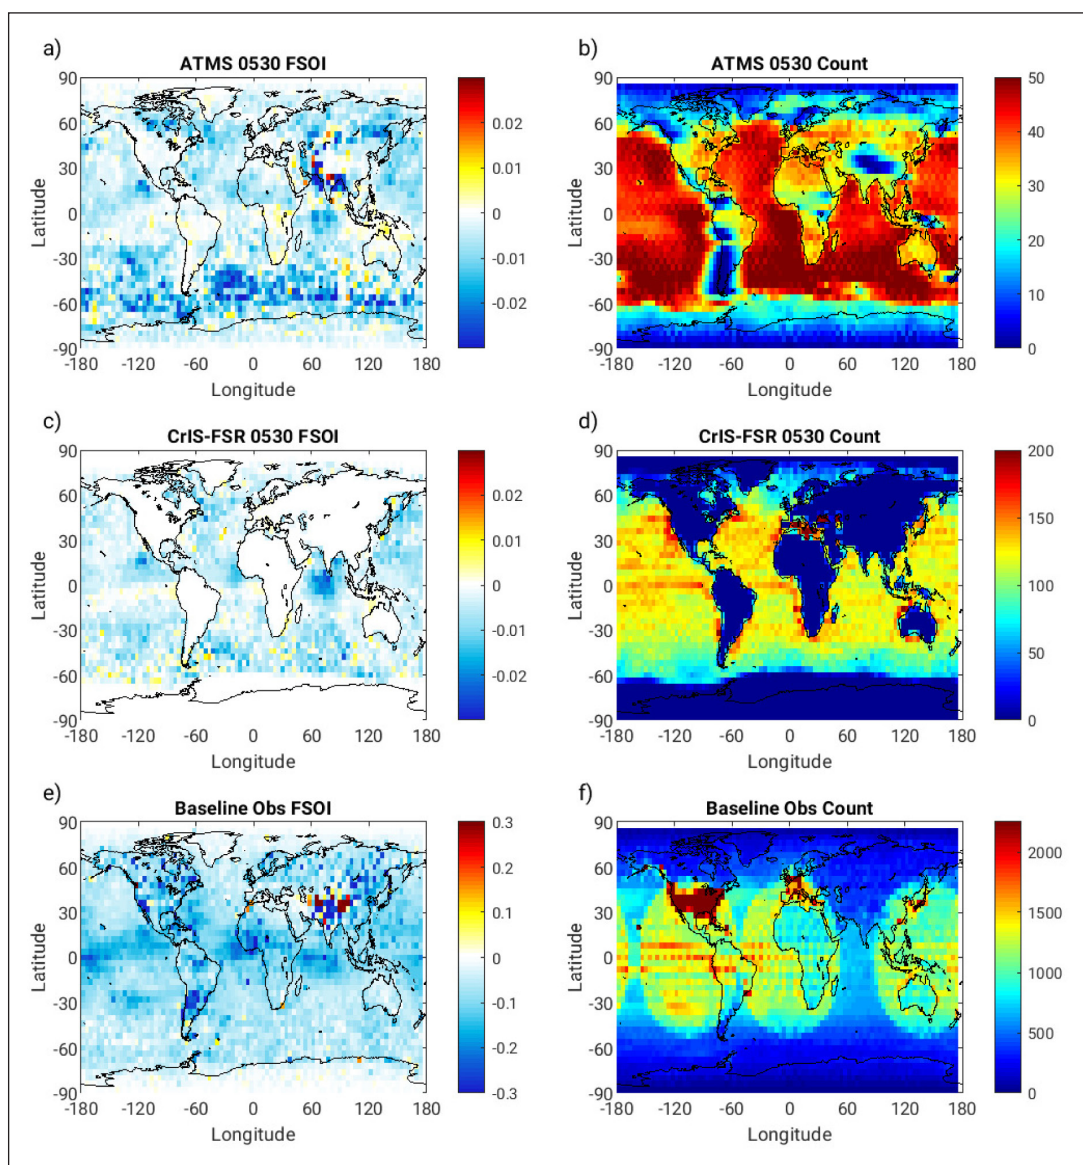 a)
ATMS 0530 FSOI
90
60
30
0
-30
-60
-90
Latitude
-180 -120 -60 0 60 120 180
Longitude
0.02
0.01
0
-0.01
-0.02
b)
ATMS 0530 Count
90
60
30
0
-30
-60
-90
Latitude
-180 -120 -60 0 60 120 180
Longitude
50
40
30
20
10
0
c)
CrIS-FSR 0530 FSOI
90
60
30
0
-30
-60
-90
Latitude
-180 -120 -60 0 60 120 180
Longitude
0.02
0.01
0
-0.01
-0.02
d)
CrIS-FSR 0530 Count
90
60
30
0
-30
-60
-90
Latitude
-180 -120 -60 0 60 120 180
Longitude
200
150
100
50
0
e)
Baseline Obs FSOI
90
60
30
0
-30
-60
-90
Latitude
-180 -120 -60 0 60 120 180
Longitude
0.3
0.2
0.1
0
-0.1
-0.2
-0.3
f)
Baseline Obs Count
90
60
30
0
-30
-60
-90
Latitude
-180 -120 -60 0 60 120 180
Longitude
2000
1500
1000
500
0